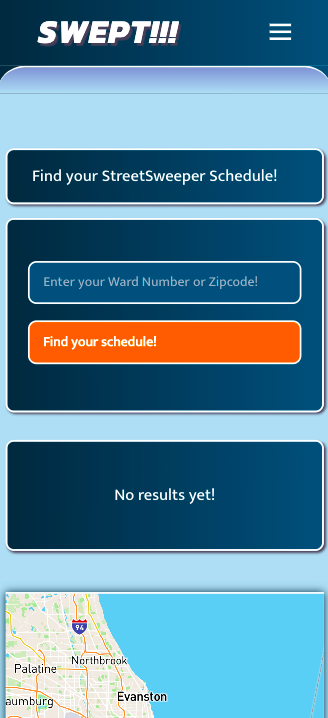 SWEPT!!!
Find your StreetSweeper Schedule!
Enter your Ward Number or Zipcode!
Find your schedule!
No results yet!
94
Northbrook
Palatine
aumburg
Evanston